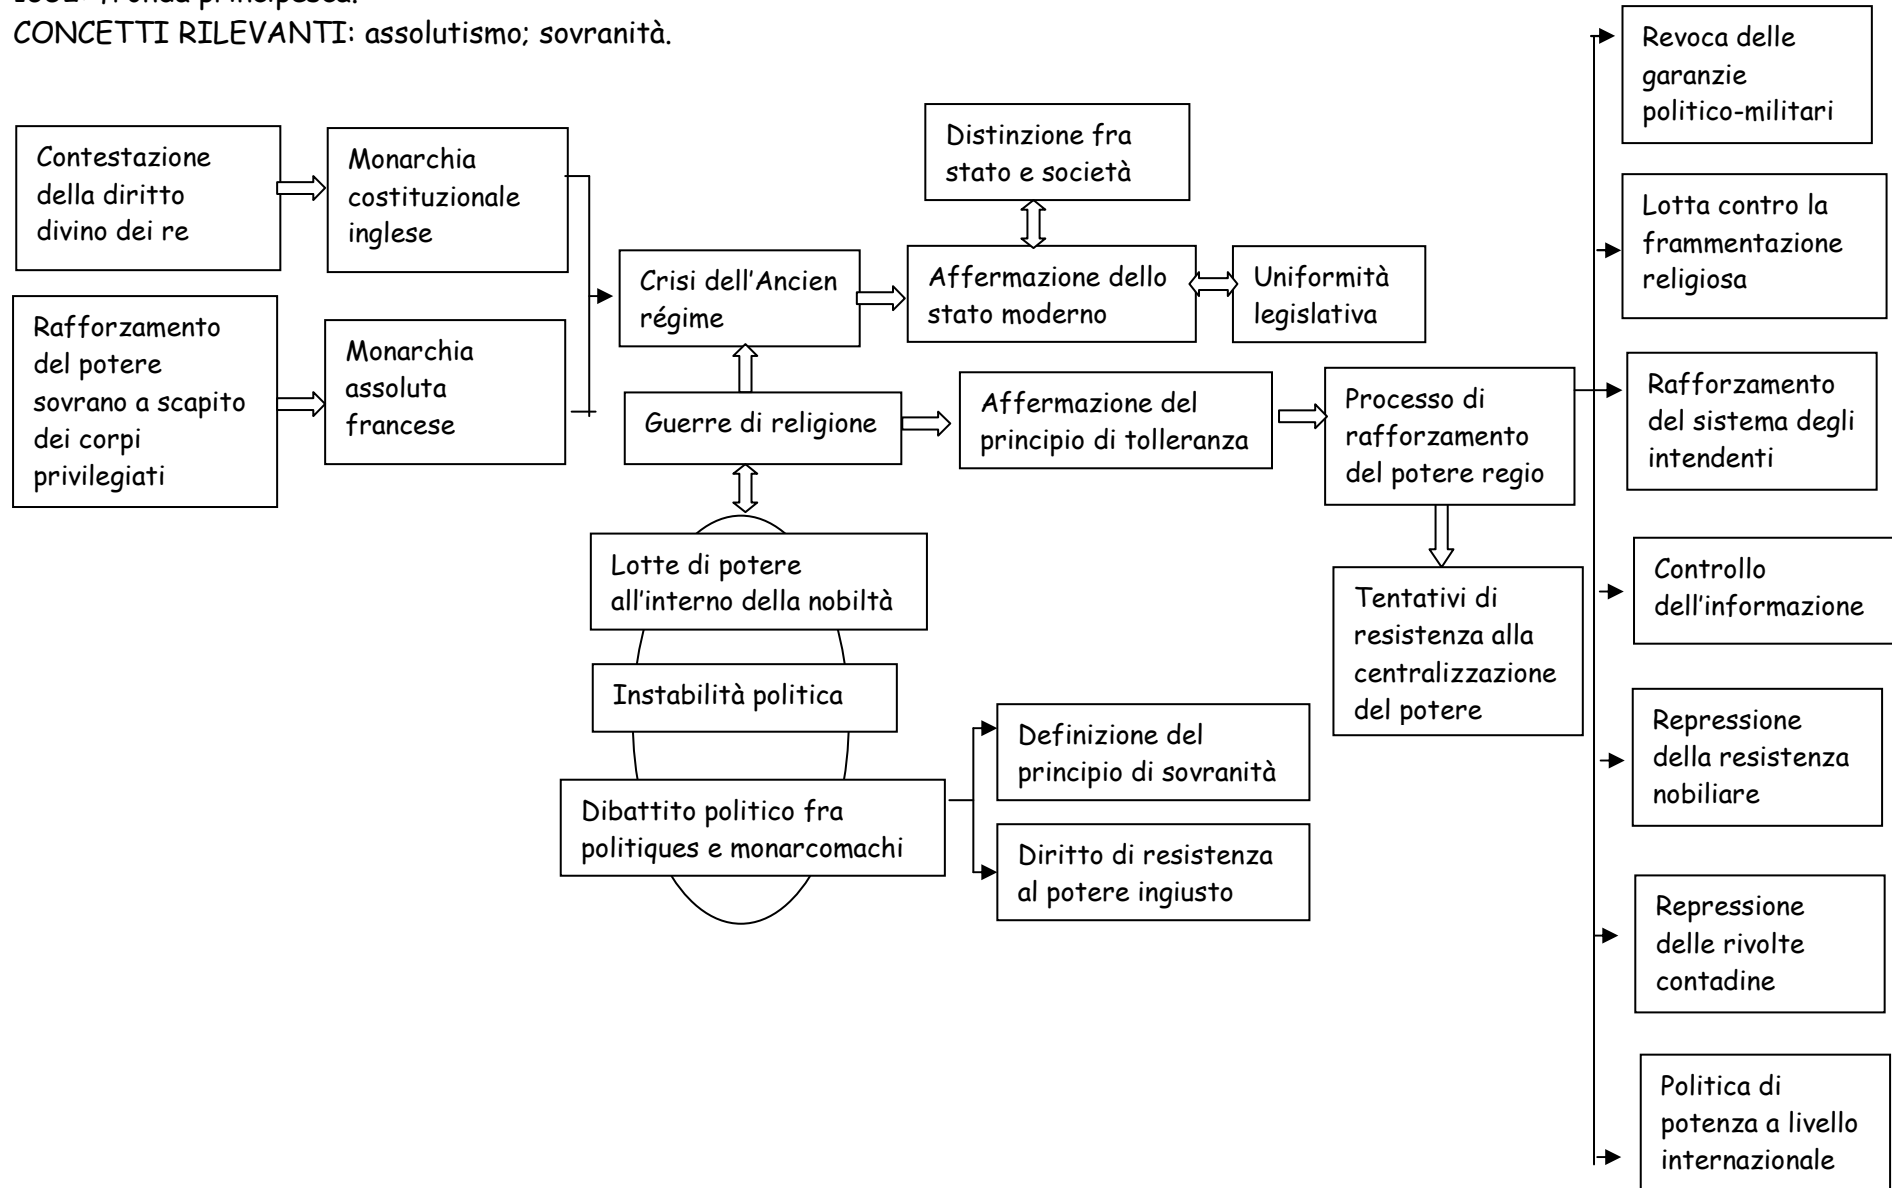 CONCETTI RILEVANTI: assolutismo; sovranità.
Contestazione
della diritto
divino dei re
Monarchia
costituzionale
inglese
Rafforzamento
del potere
sovrano a scapito
dei corpi
privilegiati
Monarchia
assoluta
francese
Crisi dell'Ancien
régime
Distinzione fra
stato e società
Affermazione dello
stato moderno
Uniformità
legislativa
Guerre di religione
Affermazione del
principio di tolleranza
Processo di
rafforzamento
del potere regio
Lotte di potere
all'interno della nobiltà
Instabilità politica
Dibattito politico fra
politiques e monarcomachi
Definizione del
principio di sovranità
Diritto di resistenza
al potere ingiusto
Tentativi di
resistenza alla
centralizzazione
del potere
Revoca delle
garanzie
politico-militari
Lotta contro la
frammentazione
religiosa
Rafforzamento
del sistema degli
intendenti
Controllo
dell'informazione
Repressione
della resistenza
nobiliare
Repressione
delle rivolte
contadine
Politica di
potenza a livello
internazionale